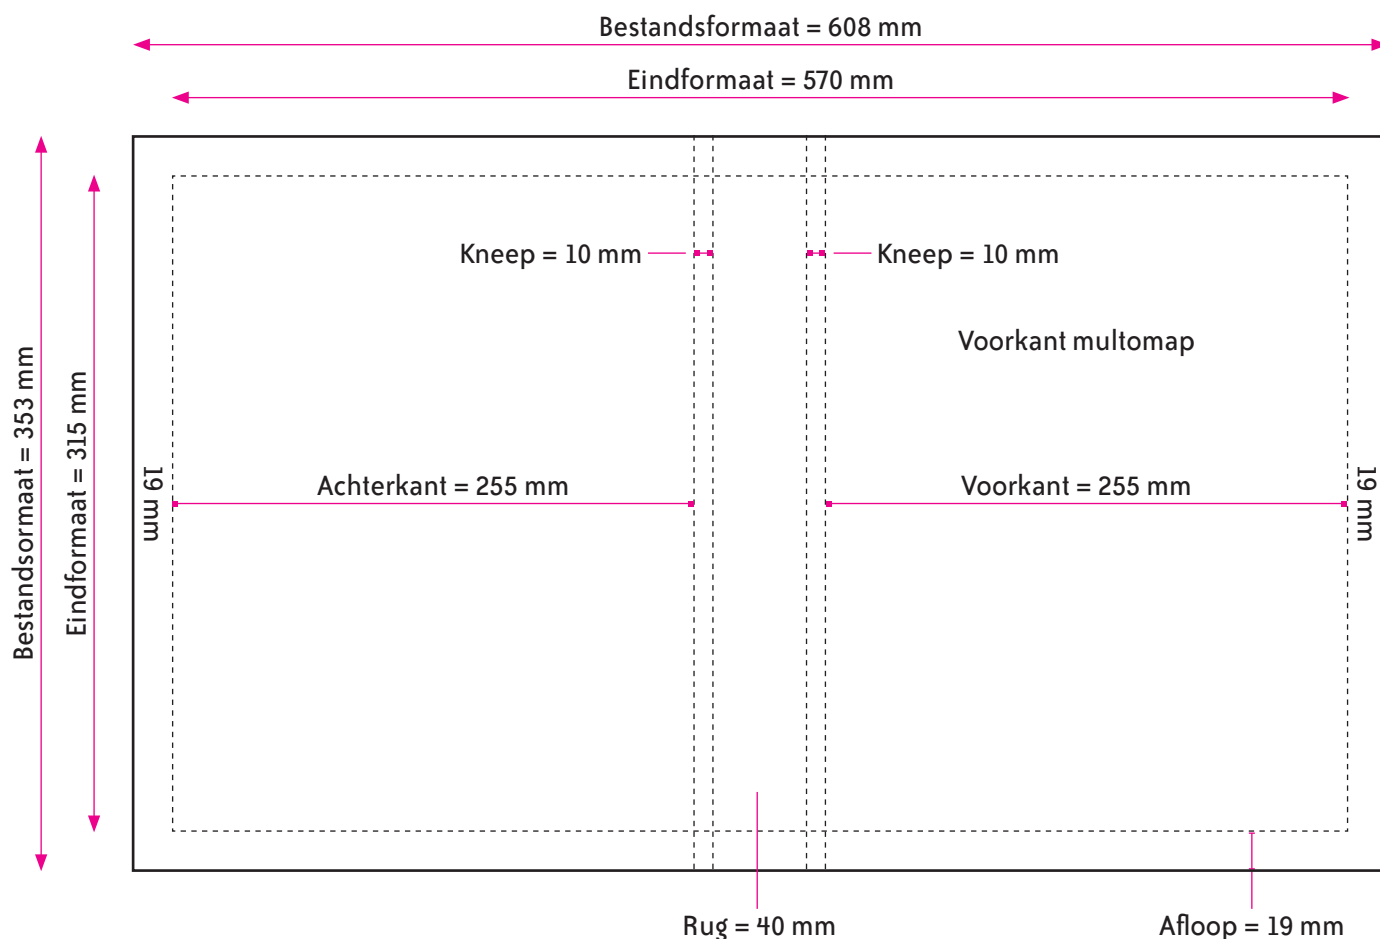 Bestandsformaat = 608 mm
Eindformaat = 570 mm
Kneep = 10 mm
Kneep = 10 mm
Voorkant multomap
Bestandsormaat = 353 mm
Eindformaat = 315 mm
19 mm
Achterkant = 255 mm
Voorkant = 255 mm
19 mm
Rug = 40 mm
Afloop = 19 mm